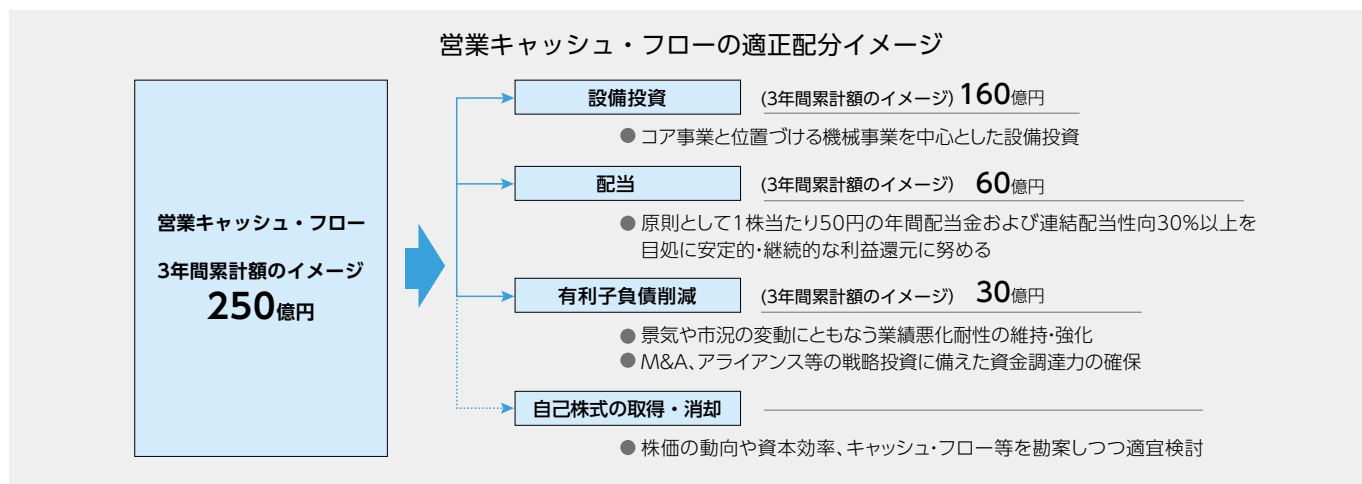 営業キャッシュ・フローの適正配分イメージ
営業キャッシュ・フロー
3年間累計額のイメージ
250億円
設備投資 (3年間累計額のイメージ) 160億円
● コア事業と位置づける機械事業を中心とした設備投資
配当 (3年間累計額のイメージ) 60億円
● 原則として1株当たり50円の年間配当金および連結配当性向30%以上を
目処に安定的・継続的な利益還元に努める
有利子負債削減 (3年間累計額のイメージ) 30億円
● 景気や市況の変動にともなう業績悪化耐性の維持・強化
● M&A、アライアンス等の戦略投資に備えた資金調達力の確保
自己株式の取得・消却
● 株価の動向や資本効率、キャッシュ・フロー等を勘案しつつ適宜検討